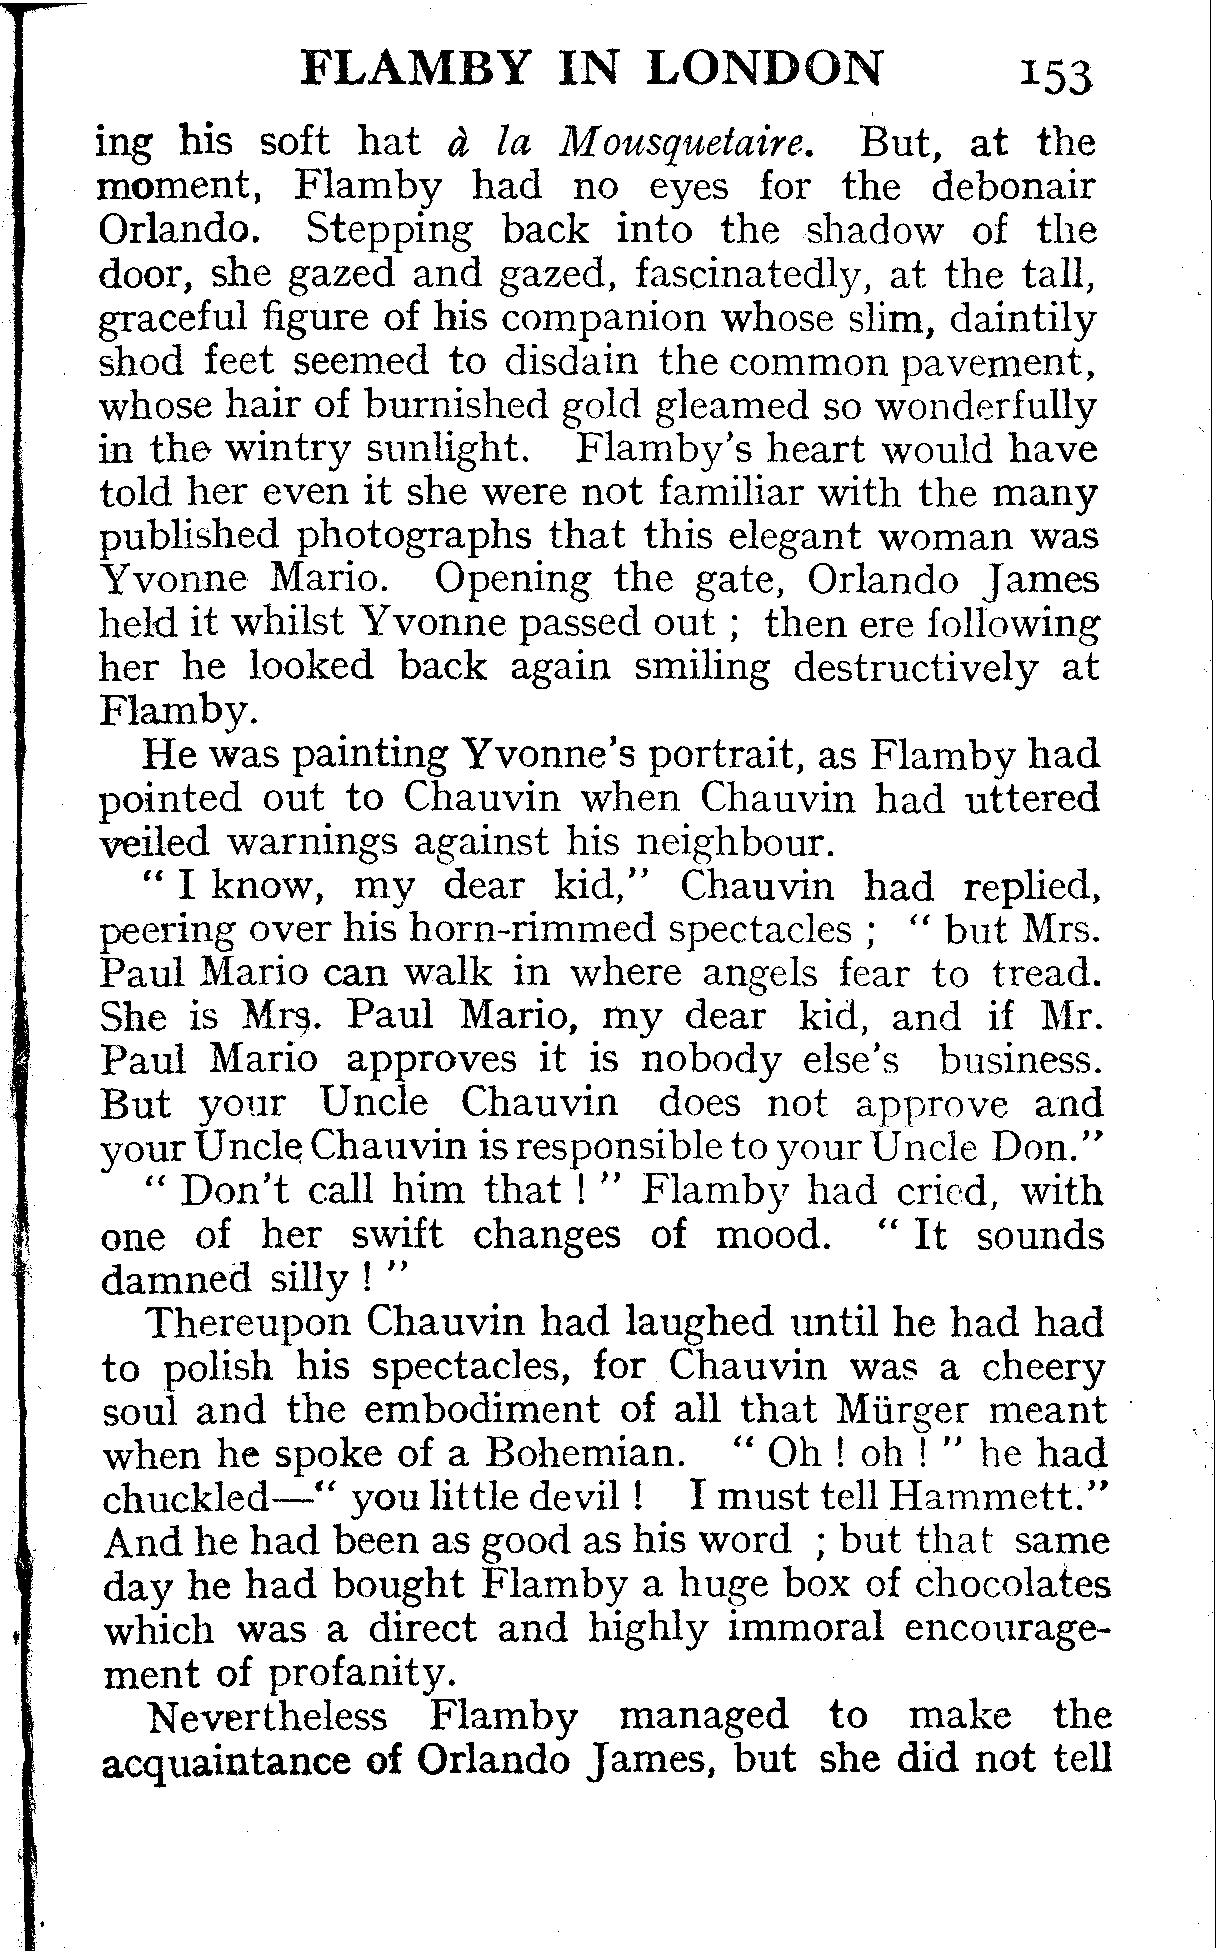 FLAMBY IN LONDON 153
ing his soft hat à la Mousquetaire. But, at the
moment, Flamby had no eyes for the debonair
Orlando. Stepping back into the shadow of the
door, she gazed and gazed, fascinatedly, at the tall,
graceful figure of his companion whose slim, daintily
shod feet seemed to disdain the common pavement,
whose hair of burnished gold gleamed so wonderfully
in the wintry sunlight. Flamby's heart would have
told her even it she were not familiar with the many
published photographs that this elegant woman was
Yvonne Mario. Opening the gate, Orlando James
held it whilst Yvonne passed out ; then ere following
her he looked back again smiling destructively at
Flamby.
He was painting Yvonne's portrait, as Flamby had
pointed out to Chauvin when Chauvin had uttered
veiled warnings against his neighbour.
“ I know, my dear kid,” Chauvin had replied,
peering over his horn-rimmed spectacles ; “ but Mrs.
Paul Mario can walk in where angels fear to tread.
She is Mrs. Paul Mario, my dear kid, and if Mr.
Paul Mario approves it is nobody else's business.
But your Uncle Chauvin does not approve and
your Uncle Chauvin is responsible to your Uncle Don.”
“ Don't call him that ! ” Flamby had cried, with
one of her swift changes of mood. “ It sounds
damned silly ! ”
Thereupon Chauvin had laughed until he had had
to polish his spectacles, for Chauvin was a cheery
soul and the embodiment of all that Mürger meant
when he spoke of a Bohemian. “ Oh ! oh ! ” he had
chuckled—“ you little devil ! I must tell Hammett.”
And he had been as good as his word ; but that same
day he had bought Flamby a huge box of chocolates
which was a direct and highly immoral encourage-
ment of profanity.
Nevertheless Flamby managed to make the
acquaintance of Orlando James, but she did not tell